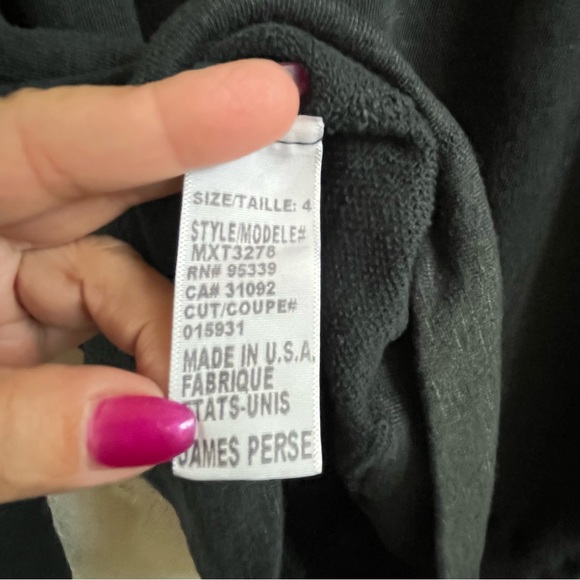 SIZE/TAILLE: 4
STYLE/MODELE#
MXT3278
RN# 95339
CA# 31092
CUT/COUPE#
015931
MADE IN U.S.A.
FABRIQUE
ETATS-UNIS
JAMES PERSE